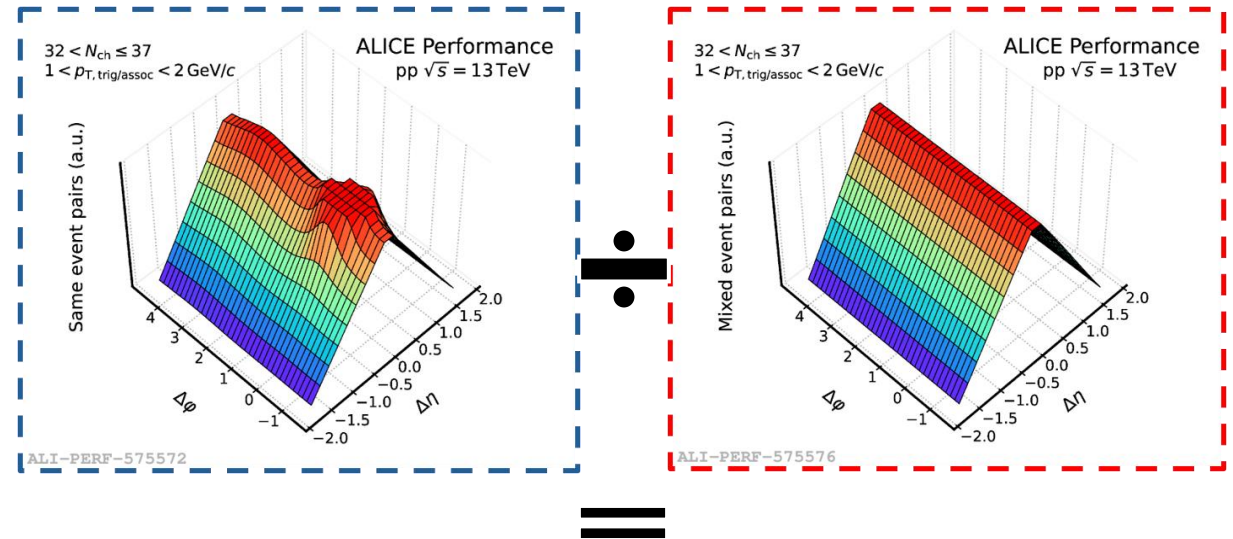 32 < N_ch ≤ 37
1 < p_T, trig/assoc < 2 GeV/c
ALICE Performance
pp √s = 13 TeV
Same event pairs (a.u.)
4
3
2
1
0
−1
Δφ
2.0
1.5
1.0
0.5
0.0
−0.5
−1.0
−1.5
−2.0
Δη
ALI-PERF-575572
÷
32 < N_ch ≤ 37
1 < p_T, trig/assoc < 2 GeV/c
ALICE Performance
pp √s = 13 TeV
Mixed event pairs (a.u.)
4
3
2
1
0
−1
Δφ
2.0
1.5
1.0
0.5
0.0
−0.5
−1.0
−1.5
−2.0
Δη
ALI-PERF-575576
=